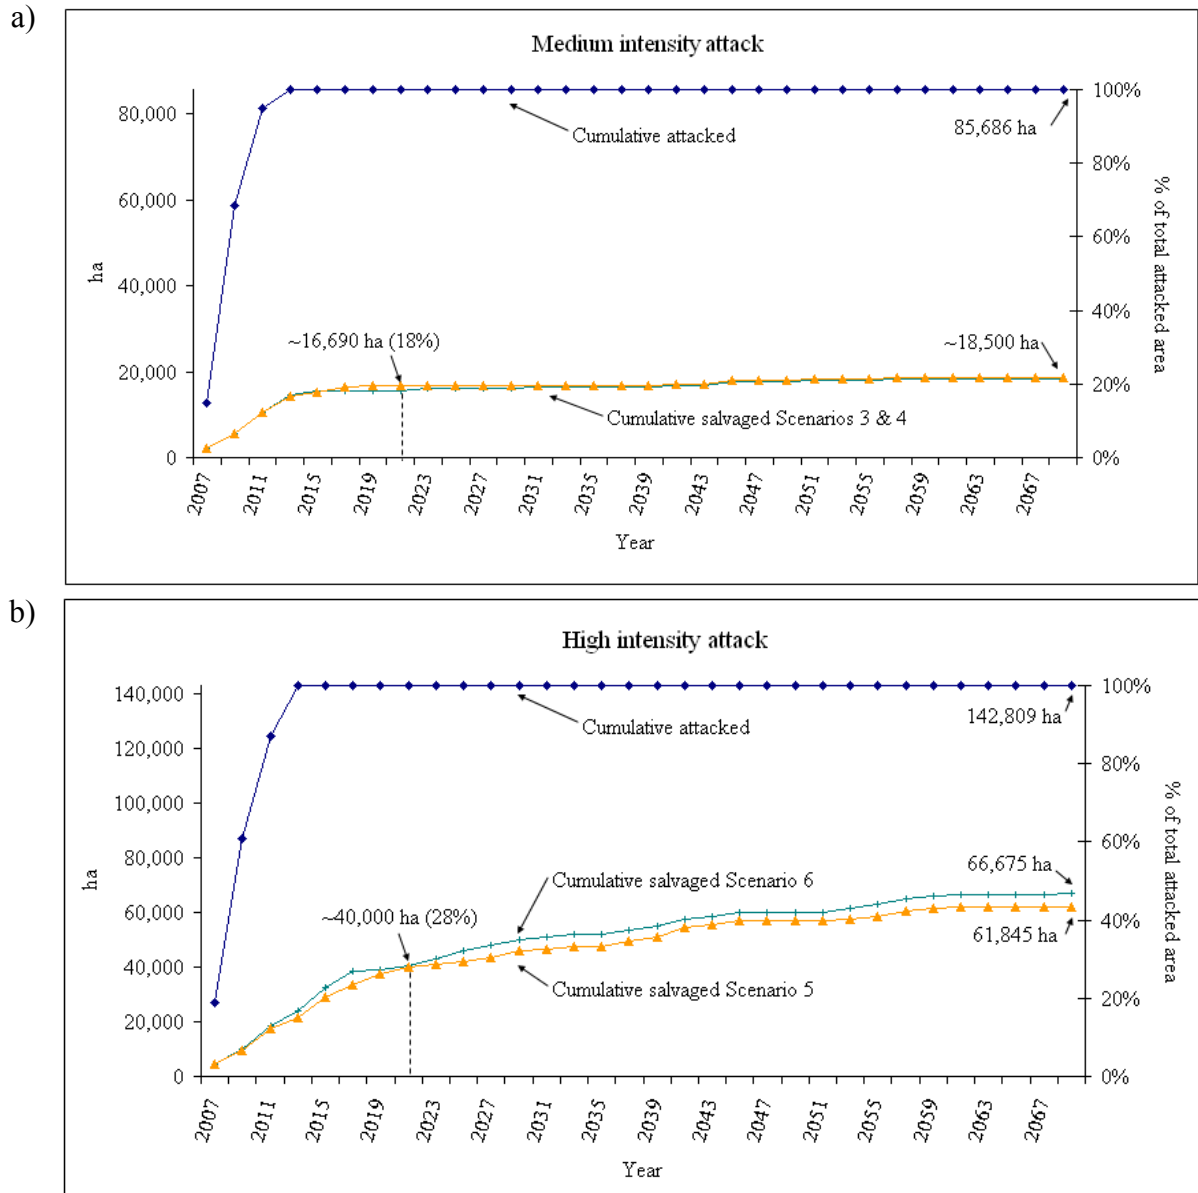 a)
Medium intensity attack
80,000
60,000
40,000
20,000
0
ha
100%
80%
60%
40%
20%
0%
% of total attacked area
Cumulative attacked
85,686 ha
~16,690 ha (18%)
~18,500 ha
Cumulative salvaged Scenarios 3 & 4
2007
2011
2015
2019
2023
2027
2031
2035
2039
2043
2047
2051
2055
2059
2063
2067
Year
b)
High intensity attack
140,000
120,000
100,000
80,000
60,000
40,000
20,000
0
ha
100%
80%
60%
40%
20%
0%
% of total attacked area
Cumulative attacked
142,809 ha
66,675 ha
Cumulative salvaged Scenario 6
~40,000 ha (28%)
61,845 ha
Cumulative salvaged Scenario 5
2007
2011
2015
2019
2023
2027
2031
2035
2039
2043
2047
2051
2055
2059
2063
2067
Year